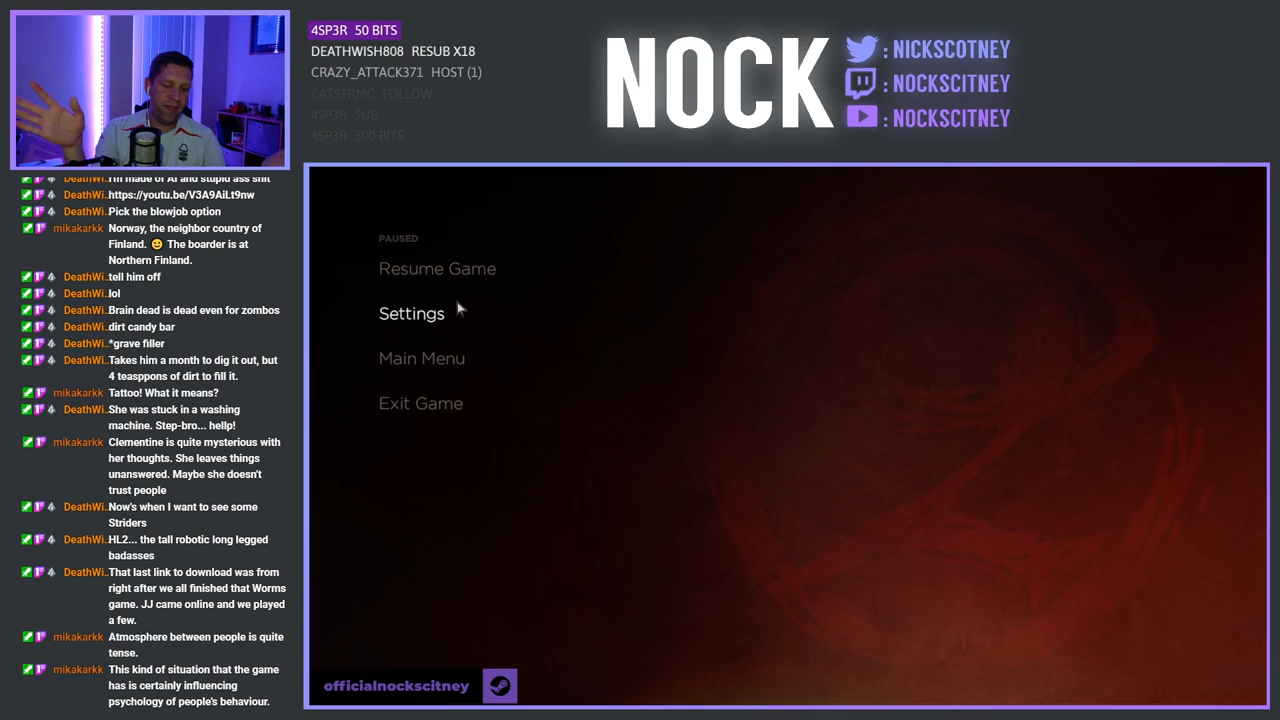 4SP3R 50 BITS
DEATHWISH808 RESUB X18
CRAZY_ATTACK371 HOST (1)
CATSTRMC FOLLOW
4SP3R SUB
4SP3R 300 BITS
NOCK
: NICKSCOTNEY
: NOCKSCITNEY
: NOCKSCITNEY
I'm made of AI and stupid ass shit
DeathWi..https://youtu.be/V3A9AiLt9nw
DeathWi..Pick the blowjob option
mikakarkk Norway, the neighbor country of
Finland. 😀 The boarder is at
Northern Finland.
DeathWi..tell him off
DeathWi..lol
DeathWi..Brain dead is dead even for zombos
DeathWi..dirt candy bar
DeathWi..*grave filler
DeathWi..Takes him a month to dig it out, but
4 teasppons of dirt to fill it.
mikakarkk Tattoo! What it means?
DeathWi..She was stuck in a washing
machine. Step-bro... hellp!
mikakarkk Clementine is quite mysterious with
her thoughts. She leaves things
unanswered. Maybe she doesn't
trust people
DeathWi..Now's when I want to see some
Striders
DeathWi..HL2... the tall robotic long legged
badasses
DeathWi..That last link to download was from
right after we all finished that Worms
game. JJ came online and we played
a few.
mikakarkk Atmosphere between people is quite
tense.
mikakarkk This kind of situation that the game
has is certainly influencing
psychology of people's behaviour.
PAUSED
Resume Game
Settings
Main Menu
Exit Game
officialnockscitney